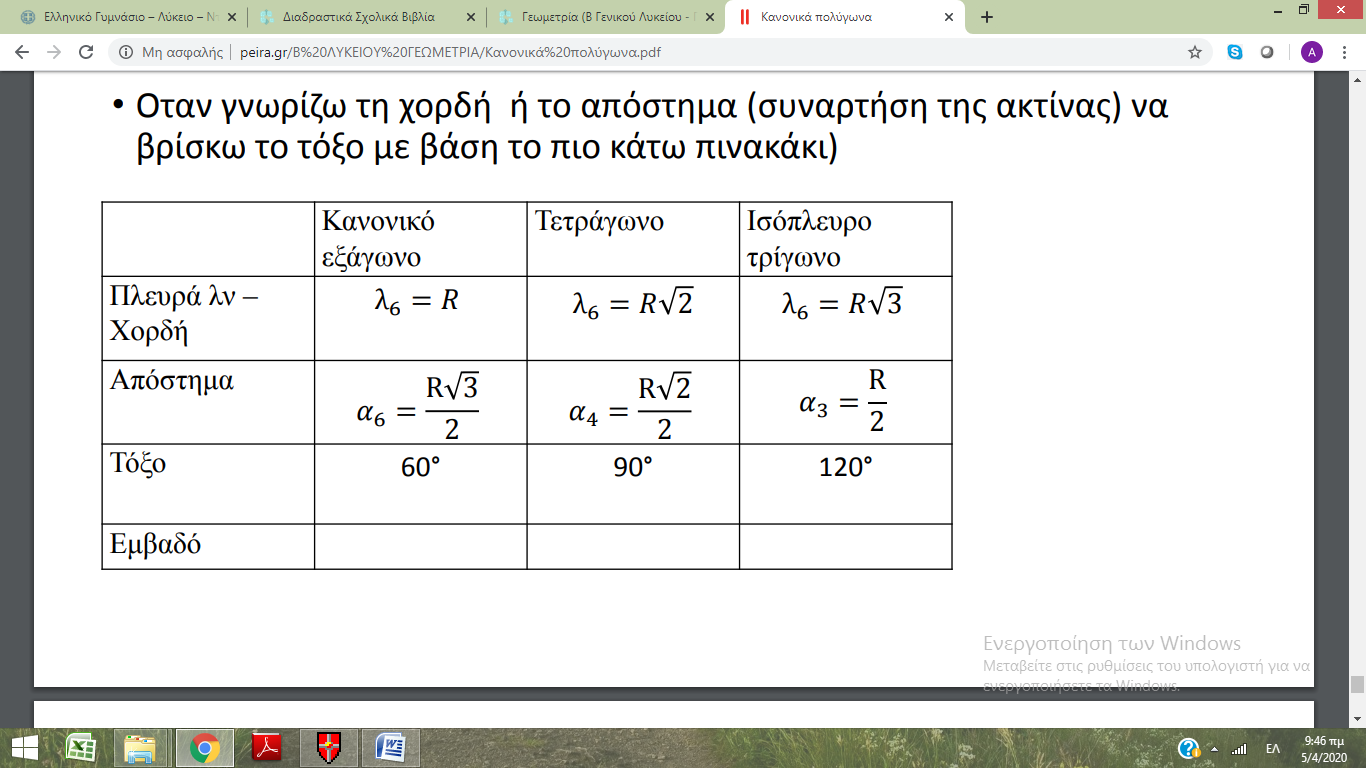 Ελληνικό Γυμνάσιο – Λύκειο – Ντ
Διαδραστικά Σχολικά Βιβλία
Γεωμετρία (Β Γενικού Λυκείου -
Κανονικά πολύγωνα
Μη ασφαλής | peira.gr/Β%20ΛΥΚΕΙΟΥ%20ΓΕΩΜΕΤΡΙΑ/Κανονικά%20πολύγωνα.pdf
A
• Οταν γνωρίζω τη χορδή ή το απόστημα (συναρτήση της ακτίνας) να
βρίσκω το τόξο με βάση το πιο κάτω πινακάκι)
Κανονικό
εξάγωνο
Τετράγωνο
Ισόπλευρο
τρίγωνο
Πλευρά λν –
Χορδή
λ₆ = R
λ₆ = R√2
λ₆ = R√3
Απόστημα
α₆ = R√3/2
α₄ = R√2/2
α₃ = R/2
Τόξο
60°
90°
120°
Εμβαδό
Ενεργοποίηση των Windows
Μεταβείτε στις ρυθμίσεις του υπολογιστή για να
ενεργοποιήσετε τα Windows.
ΕΛ
9:46 πμ
5/4/2020